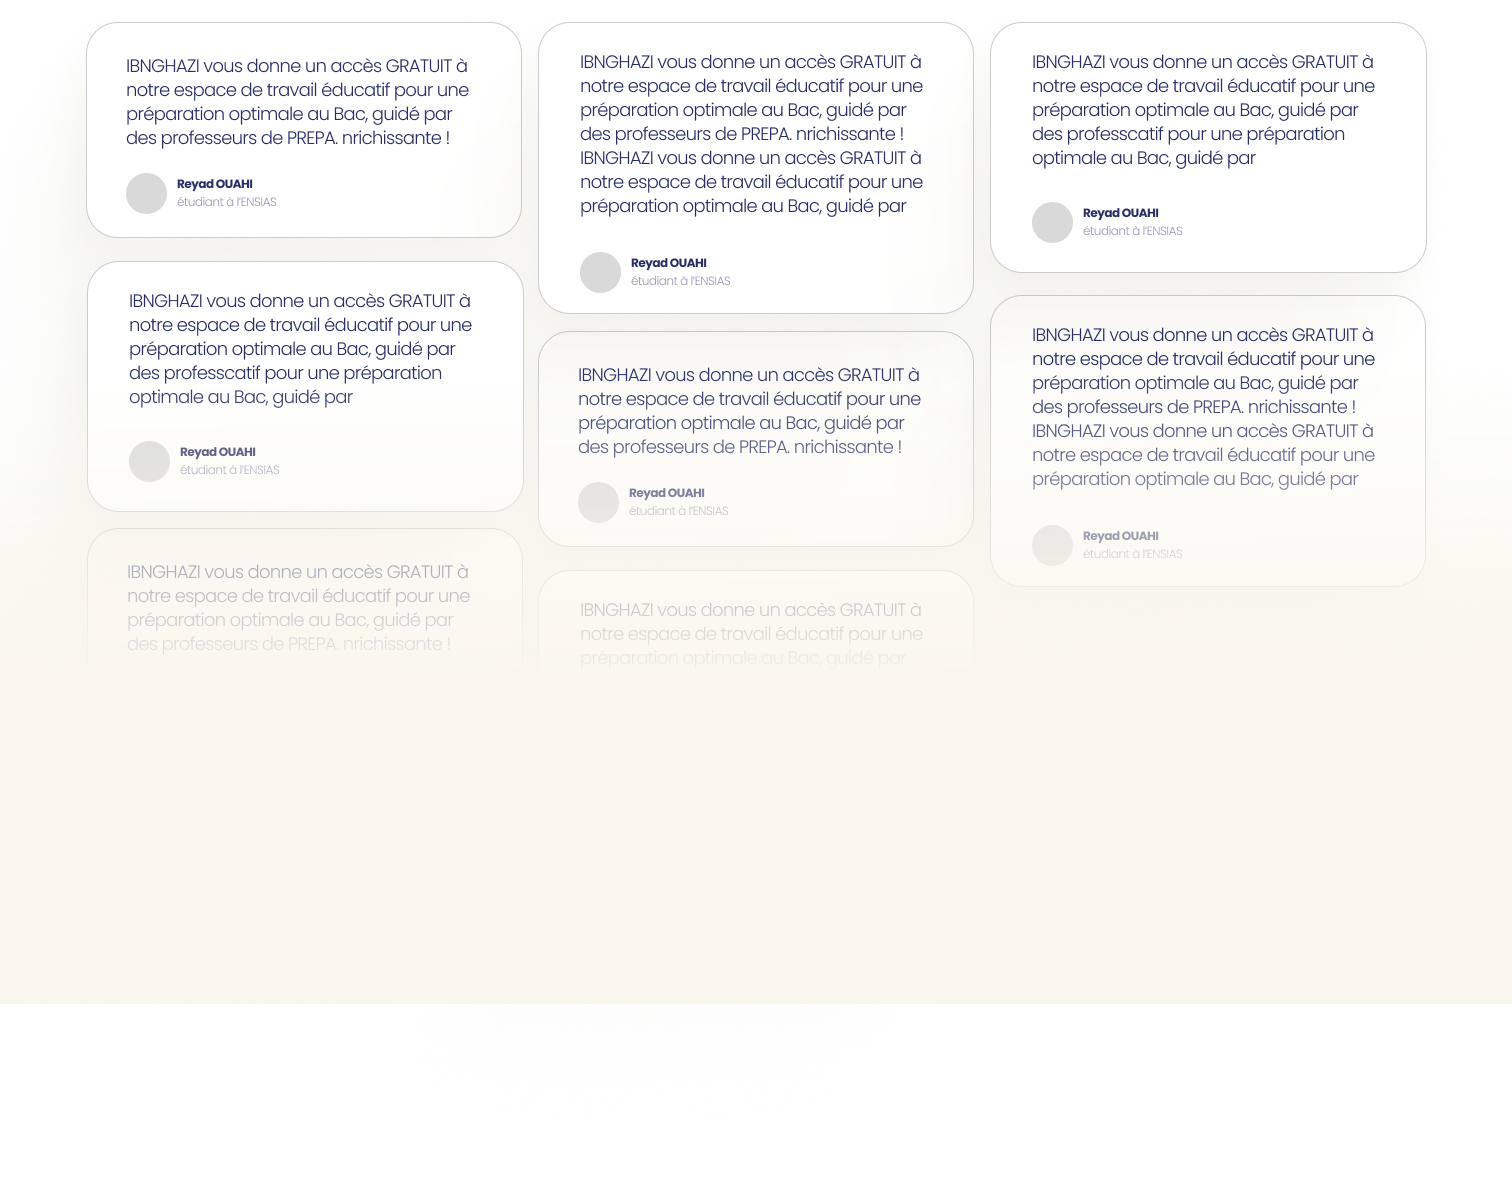 IBNGHAZI vous donne un accès GRATUIT à
notre espace de travail éducatif pour une
préparation optimale au Bac, guidé par
des professeurs de PREPA. nrichissante !
Reyad OUAHI
étudiant à l'ENSIAS
IBNGHAZI vous donne un accès GRATUIT à
notre espace de travail éducatif pour une
préparation optimale au Bac, guidé par
des professcatif pour une préparation
optimale au Bac, guidé par
Reyad OUAHI
étudiant à l'ENSIAS
IBNGHAZI vous donne un accès GRATUIT à
notre espace de travail éducatif pour une
préparation optimale au Bac, guidé par
des professeurs de PREPA. nrichissante !
IBNGHAZI vous donne un accès GRATUIT à
notre espace de travail éducatif pour une
préparation optimale au Bac, guidé par
des professeurs de PREPA. nrichissante !
IBNGHAZI vous donne un accès GRATUIT à
notre espace de travail éducatif pour une
préparation optimale au Bac, guidé par
Reyad OUAHI
étudiant à l'ENSIAS
IBNGHAZI vous donne un accès GRATUIT à
notre espace de travail éducatif pour une
préparation optimale au Bac, guidé par
des professeurs de PREPA. nrichissante !
Reyad OUAHI
étudiant à l'ENSIAS
IBNGHAZI vous donne un accès GRATUIT à
notre espace de travail éducatif pour une
préparation optimale au Bac, guidé par
IBNGHAZI vous donne un accès GRATUIT à
notre espace de travail éducatif pour une
préparation optimale au Bac, guidé par
des professcatif pour une préparation
optimale au Bac, guidé par
Reyad OUAHI
étudiant à l'ENSIAS
IBNGHAZI vous donne un accès GRATUIT à
notre espace de travail éducatif pour une
préparation optimale au Bac, guidé par
des professeurs de PREPA. nrichissante !
IBNGHAZI vous donne un accès GRATUIT à
notre espace de travail éducatif pour une
préparation optimale au Bac, guidé par
Reyad OUAHI
étudiant à l'ENSIAS